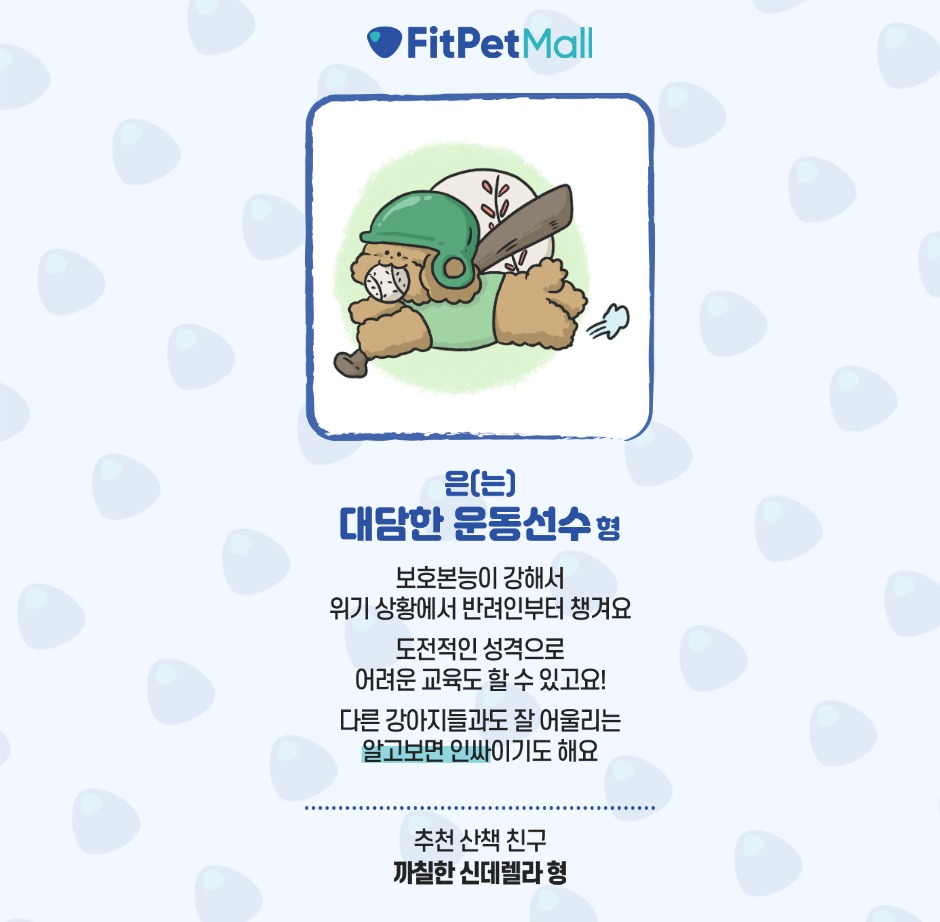 FitPetMall
은(는)
대담한 운동선수 형
보호본능이 강해서
위기 상황에서 반려인부터 챙겨요
도전적인 성격으로
어려운 교육도 할 수 있고요!
다른 강아지들과도 잘 어울리는
알고보면 인싸이기도 해요
추천 산책 친구
까칠한 신데렐라 형